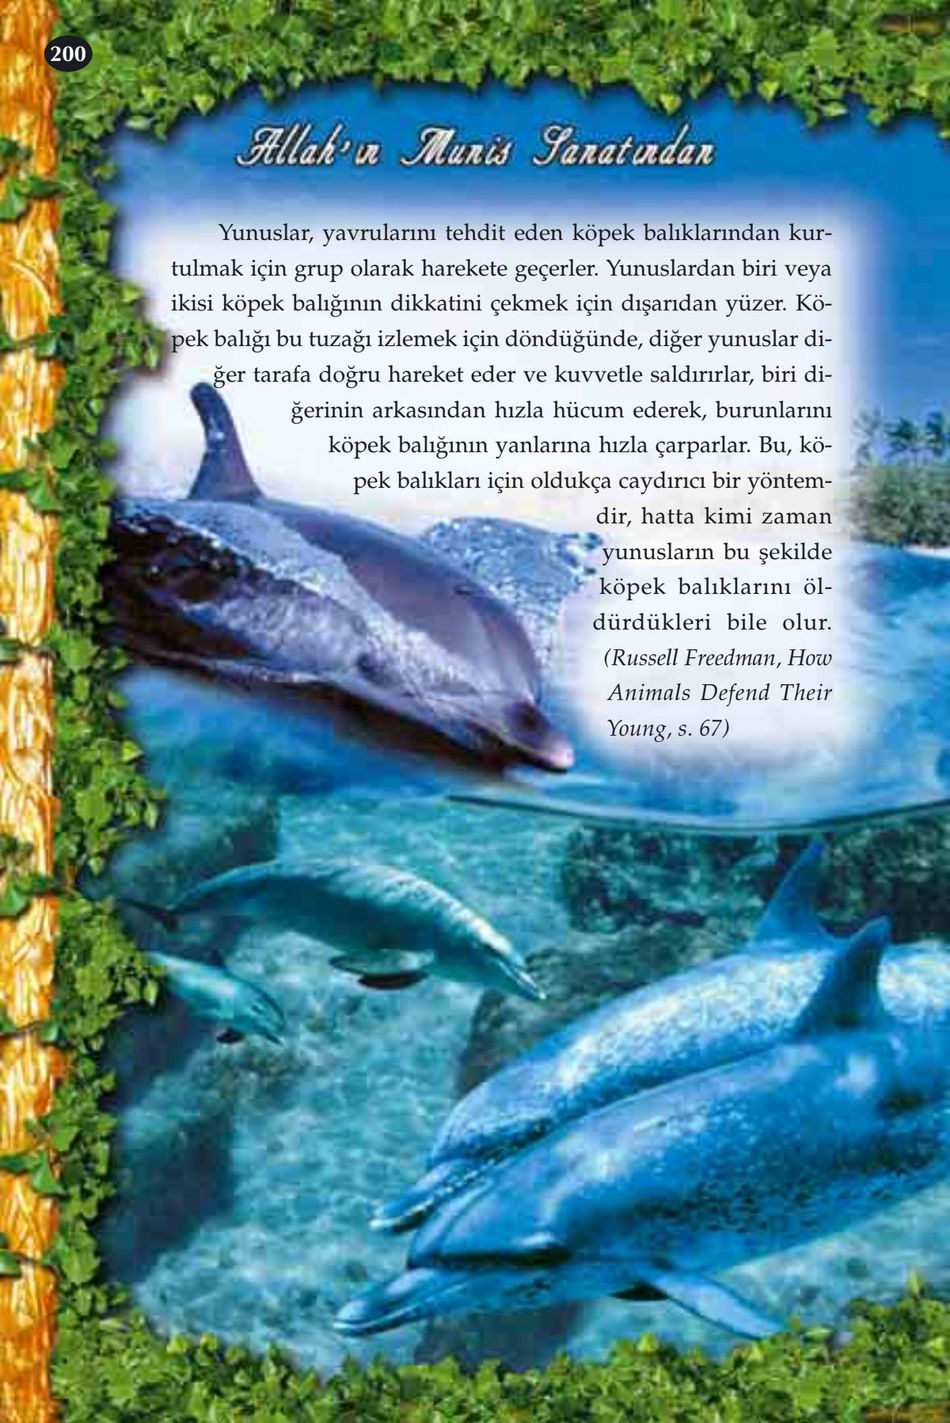 200
Allah'ın Munis Sanatından
Yunuslar, yavrularını tehdit eden köpek balıklarından kur-
tulmak için grup olarak harekete geçerler. Yunuslardan biri veya
ikisi köpek balığının dikkatini çekmek için dışarıdan yüzer. Kö-
pek balığı bu tuzağı izlemek için döndüğünde, diğer yunuslar di-
ğer tarafa doğru hareket eder ve kuvvetle saldırırlar, biri di-
ğerinin arkasından hızla hücum ederek, burunlarını
köpek balığının yanlarına hızla çarparlar. Bu, kö-
pek balıkları için oldukça caydırıcı bir yöntem-
dir, hatta kimi zaman
yunusların bu şekilde
köpek balıklarını öl-
dürdükleri bile olur.
(Russell Freedman, How
Animals Defend Their
Young, s. 67)